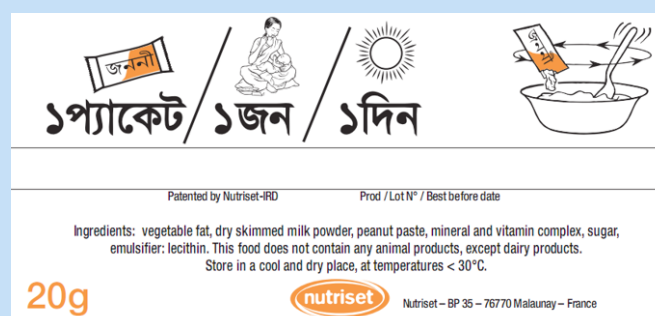 জননী
জননী
১প্যাকেট / ১জন / ১দিন
Patented by Nutriset-IRD Prod / Lot N° / Best before date
Ingredients: vegetable fat, dry skimmed milk powder, peanut paste, mineral and vitamin complex, sugar,
emulsifier: lecithin. This food does not contain any animal products, except dairy products.
Store in a cool and dry place, at temperatures < 30°C.
20g
nutriset
Nutriset – BP 35 – 76770 Malaunay – France